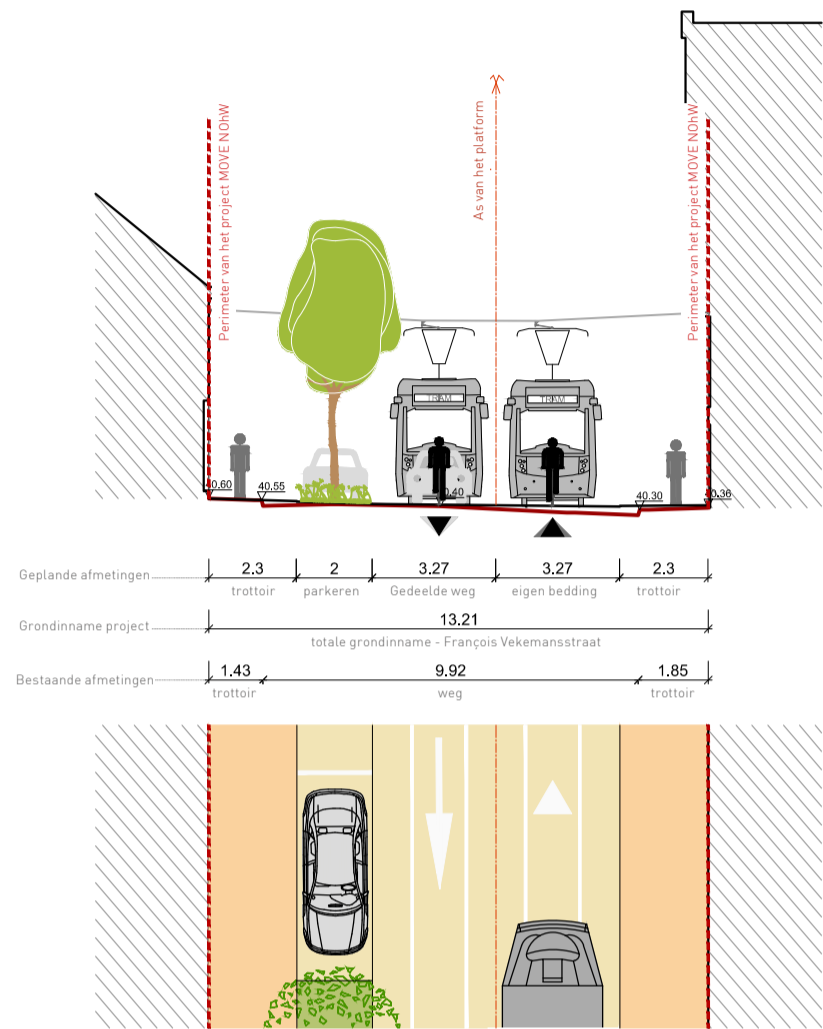 Perimeter van het project MOVE NOhW
As van het platform
Perimeter van het project MOVE NOhW
TRAM
TRAM
0.60
40.55
0.40
40.30
0.36
Geplande afmetingen
2.3
2
3.27
3.27
2.3
trottoir
parkeren
Gedeelde weg
eigen bedding
trottoir
Grondinname project
13.21
totale grondinname - François Vekemansstraat
Bestaande afmetingen
1.43
9.92
1.85
trottoir
weg
trottoir